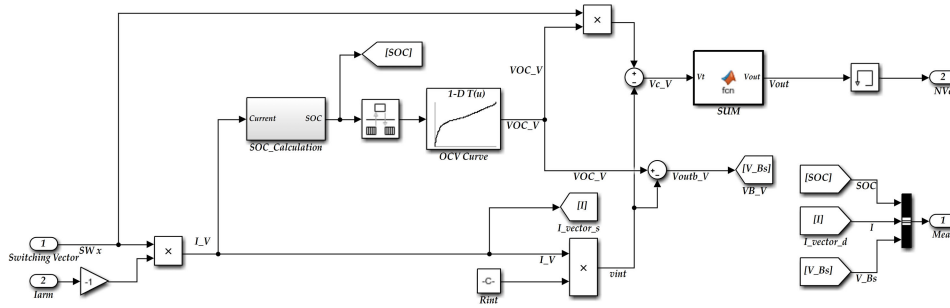 [SOC]
VOC_V
1-D T(u)
Current
SOC
SOC_Calculation
VOC_V
OCV Curve
Vc_V
Vt
fcn
Vout
SUM
Vout
2
VOC_V
Voutb_V
[V_Bs]
VB_V
[SOC]
SOC
[I]
I_vector_s
[I]
I
I_vector_d
1
Mea
[V_Bs]
V_Bs
1
Switching Vector
SW x
I_V
I_V
2
Iarm
-1
-C-
Rint
vint